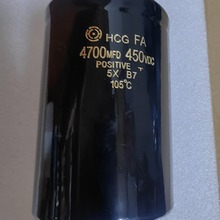 HCG FA
4700MFD 450VDC
POSITIVE +
5X B7
105°C